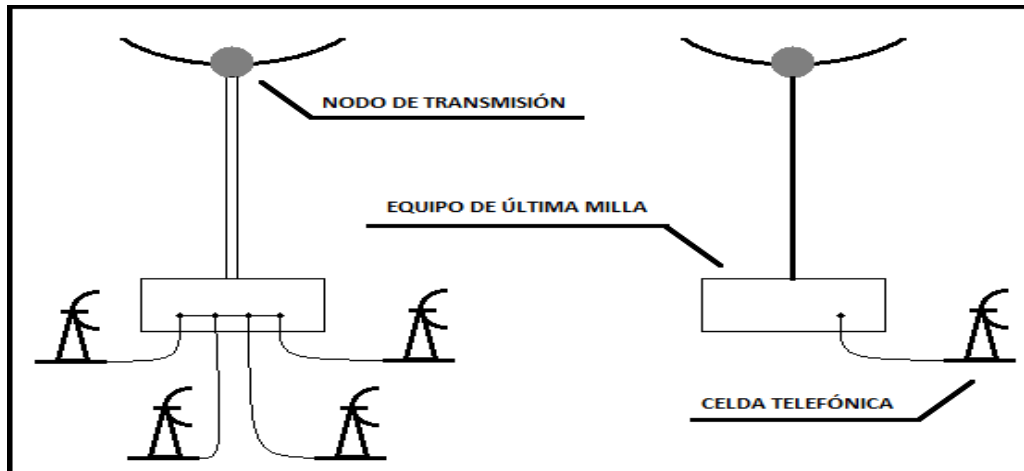 NODO DE TRANSMISIÓN
EQUIPO DE ÚLTIMA MILLA
CELDA TELEFÓNICA